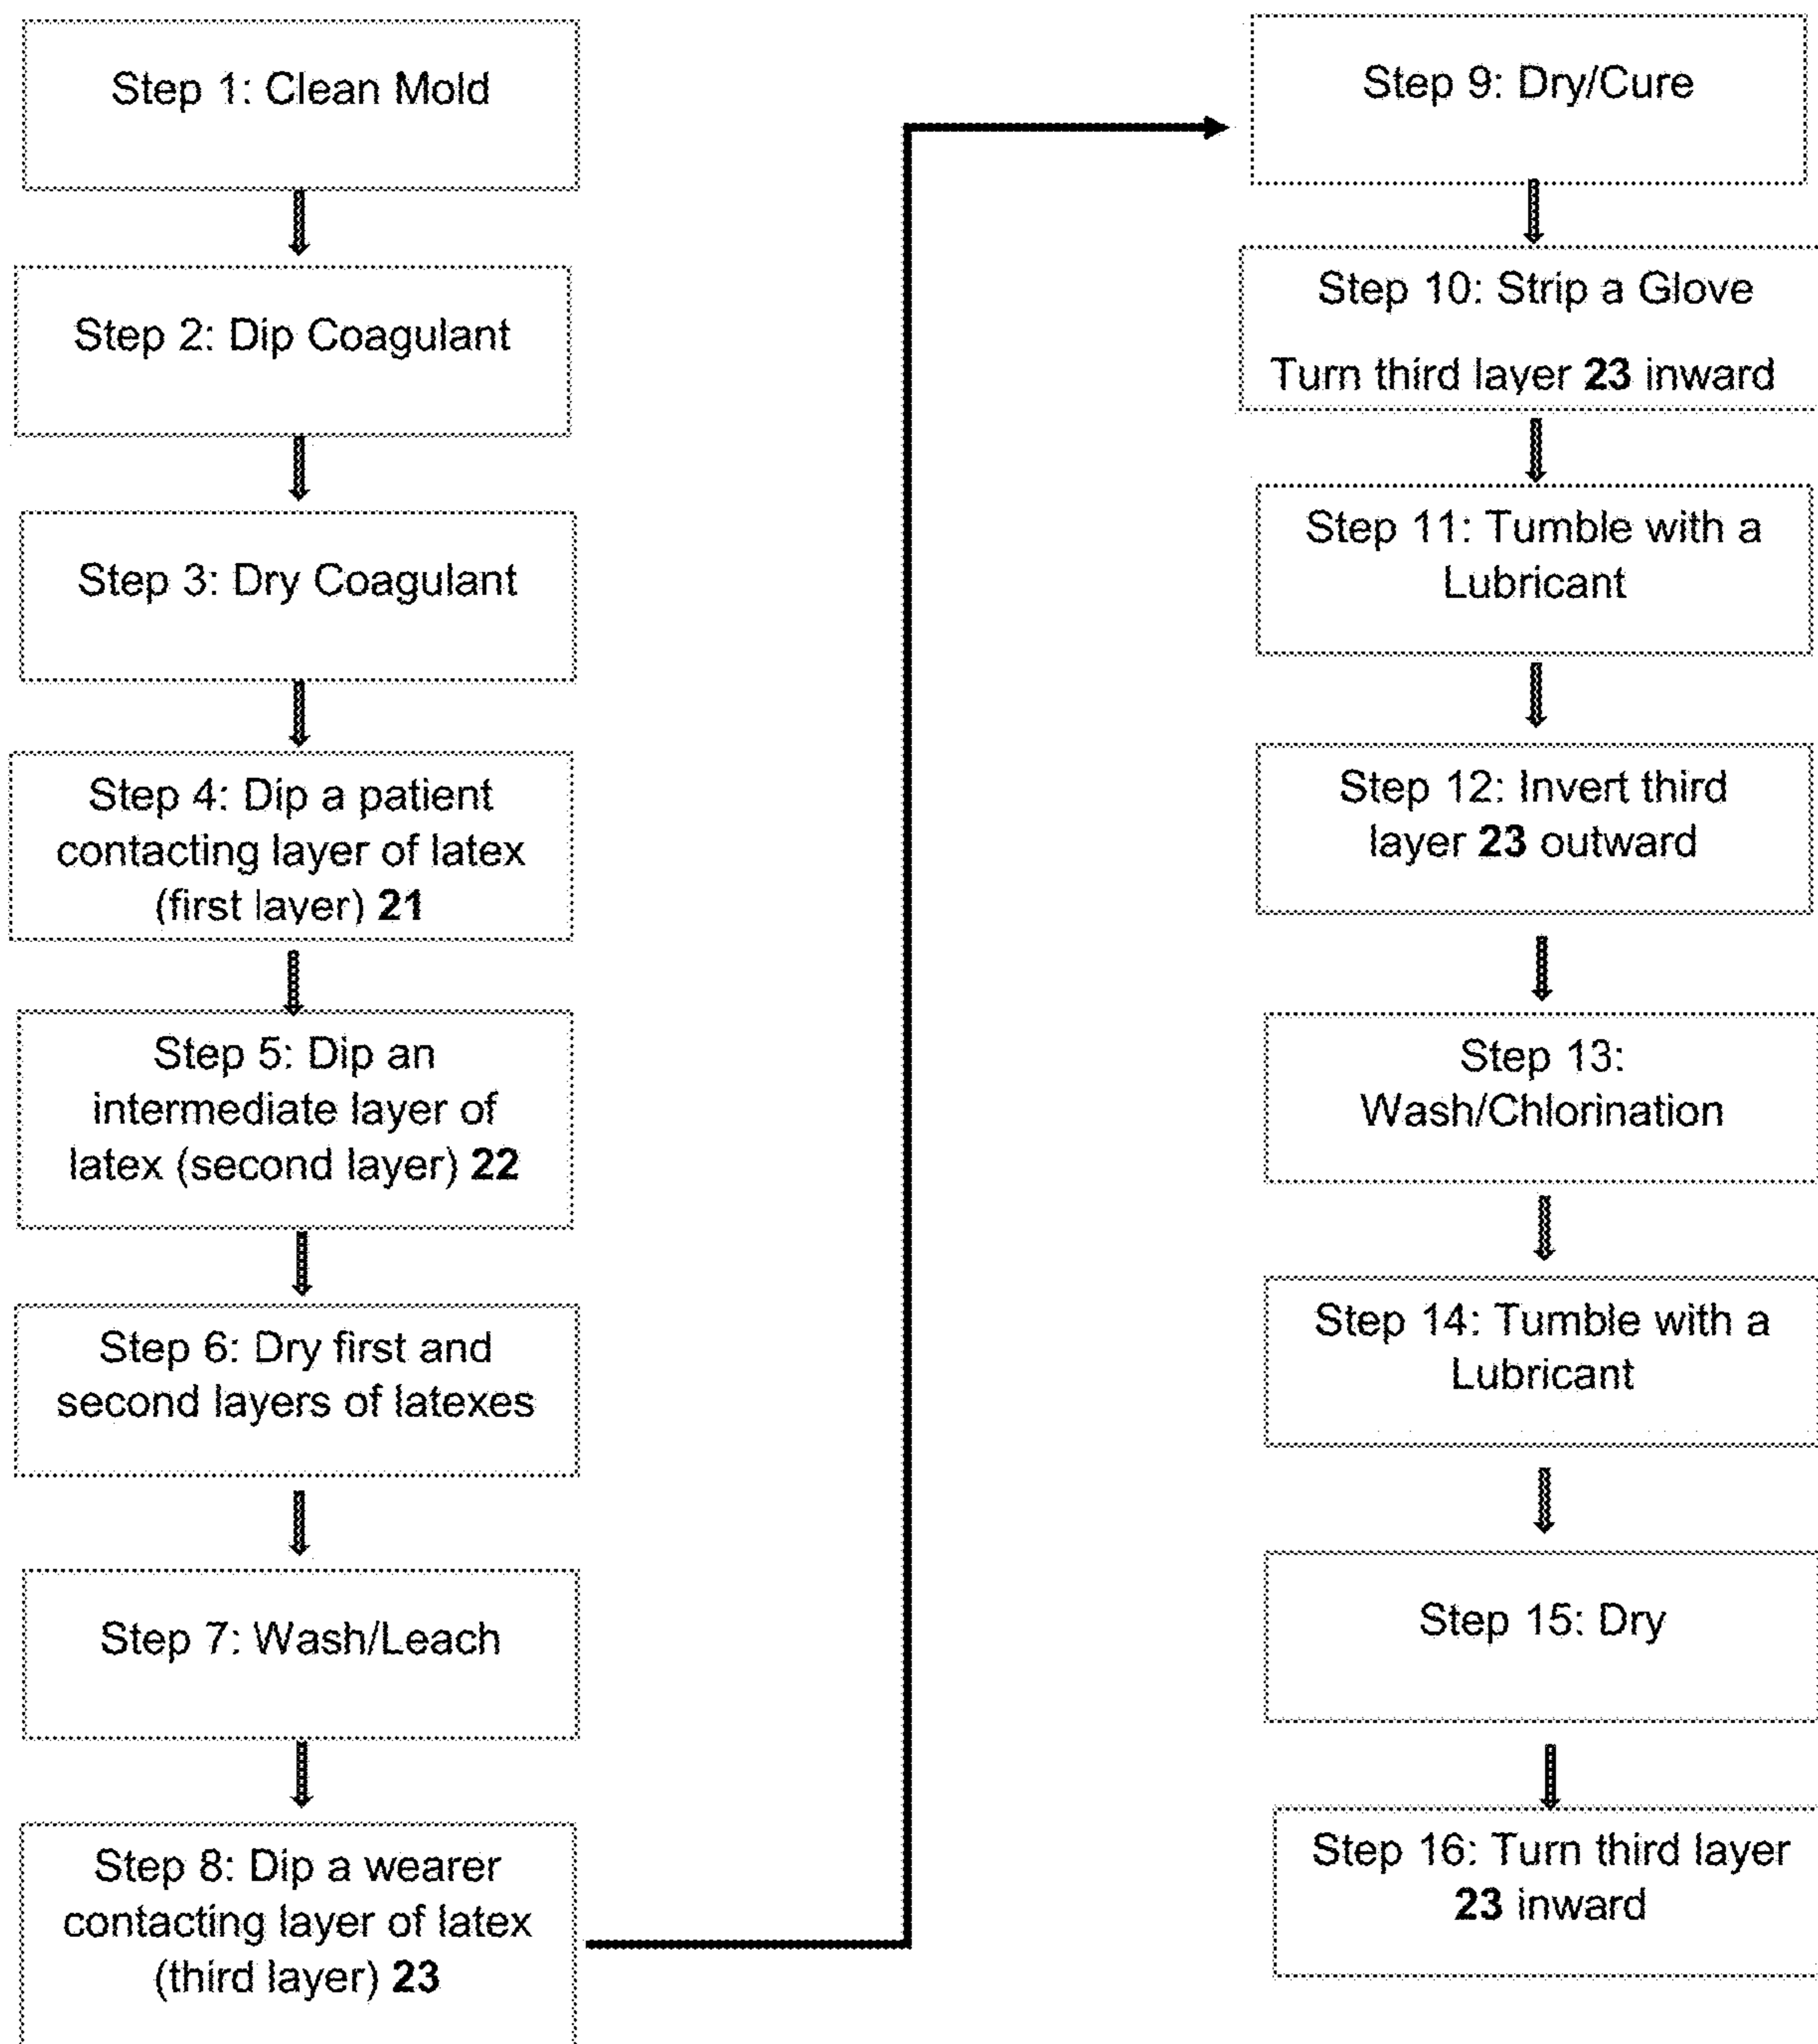 Step 1: Clean Mold
Step 2: Dip Coagulant
Step 3: Dry Coagulant
Step 4: Dip a patient
contacting layer of latex
(first layer) 21
Step 5: Dip an
intermediate layer of
latex (second layer) 22
Step 6: Dry first and
second layers of latexes
Step 7: Wash/Leach
Step 8: Dip a wearer
contacting layer of latex
(third layer) 23
Step 9: Dry/Cure
Step 10: Strip a Glove
Turn third layer 23 inward
Step 11: Tumble with a
Lubricant
Step 12: Invert third
layer 23 outward
Step 13:
Wash/Chlorination
Step 14: Tumble with a
Lubricant
Step 15: Dry
Step 16: Turn third layer
23 inward